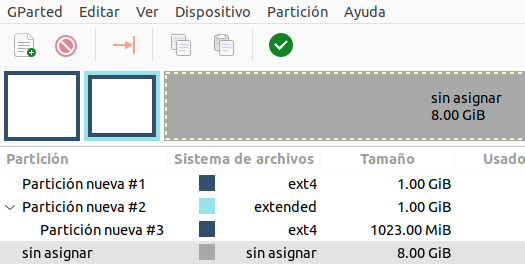 GParted Editar Ver Dispositivo Partición Ayuda
sin asignar
8.00 GiB
Partición Sistema de archivos Tamaño Usado
Partición nueva #1 ext4 1.00 GiB
Partición nueva #2 extended 1.00 GiB
Partición nueva #3 ext4 1023.00 MiB
sin asignar sin asignar 8.00 GiB